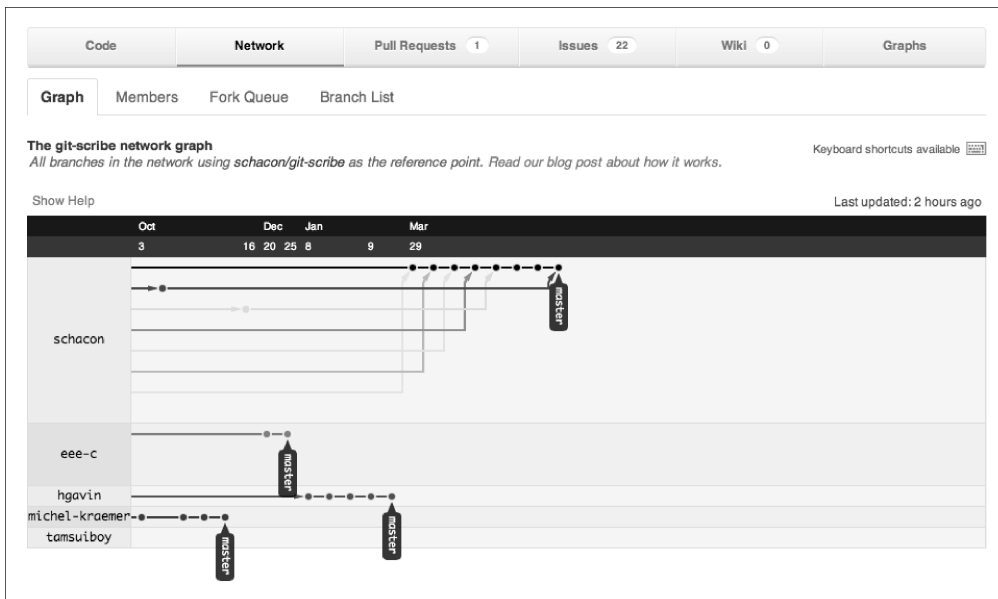 Code Network Pull Requests 1 Issues 22 Wiki 0 Graphs
Graph Members Fork Queue Branch List
The git-scribe network graph
All branches in the network using schacon/git-scribe as the reference point. Read our blog post about how it works.
Keyboard shortcuts available
Show Help
Last updated: 2 hours ago
Oct Dec Jan Mar
3 16 20 25 8 9 29
schacon
master
eee-c
master
hgavin
master
michel-kraemer
master
tamsuiboy